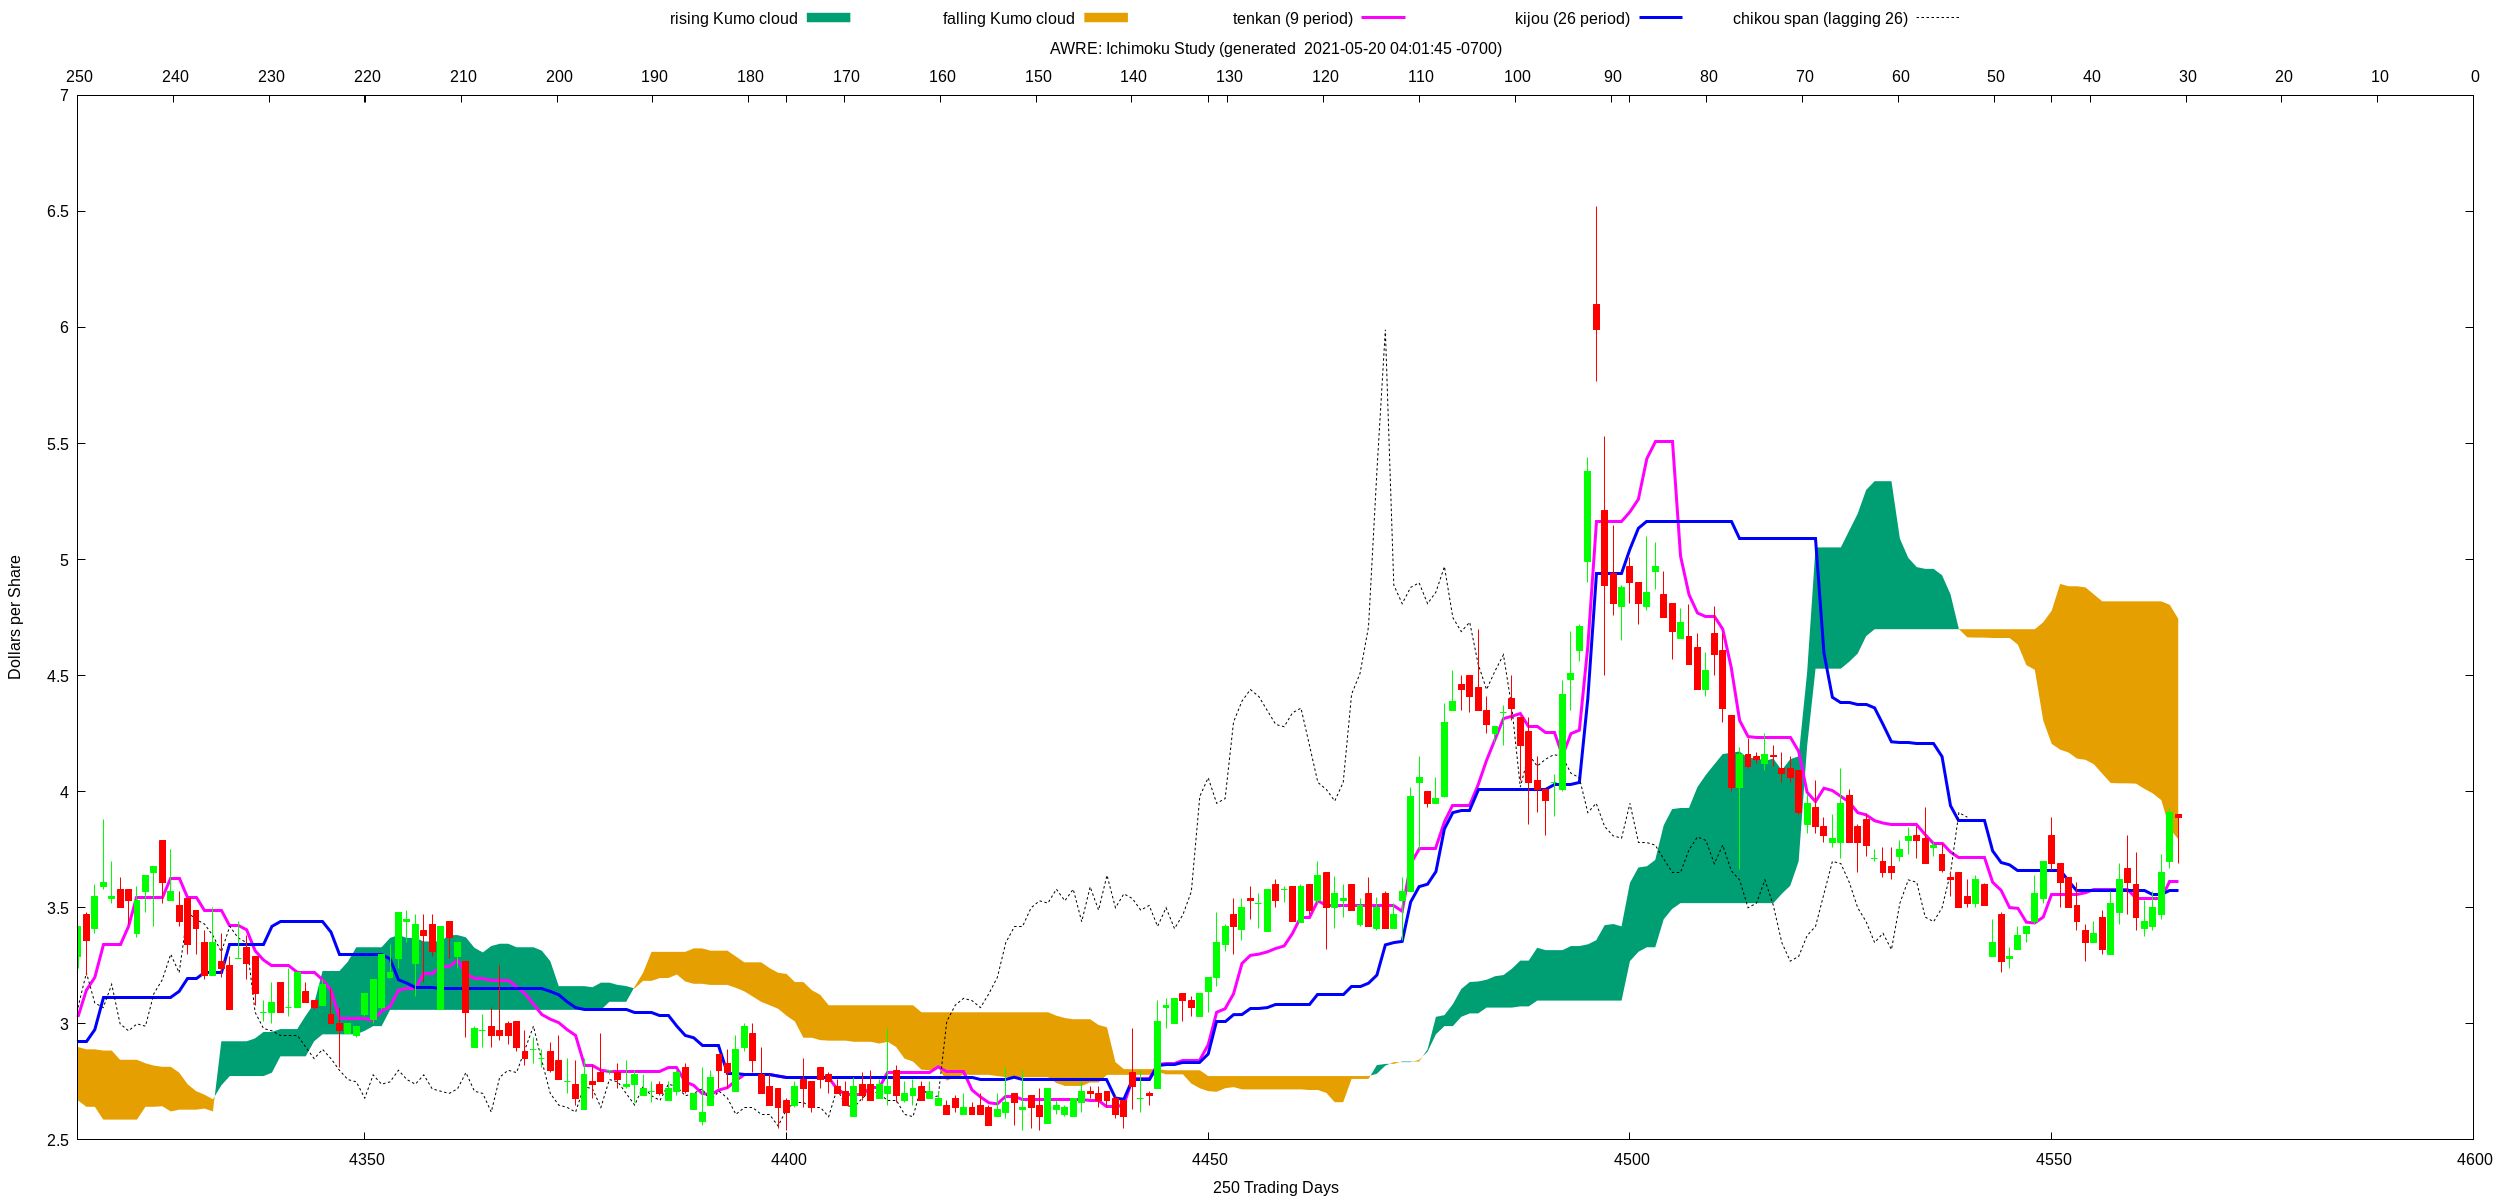 rising Kumo cloud falling Kumo cloud tenkan (9 period) kijou (26 period) chikou span (lagging 26)
AWRE: Ichimoku Study (generated 2021-05-20 04:01:45 -0700)
250 240 230 220 210 200 190 180 170 160 150 140 130 120 110 100 90 80 70 60 50 40 30 20 10 0
7
6.5
6
5.5
5
4.5
4
3.5
3
2.5
Dollars per Share
4350 4400 4450 4500 4550 4600
250 Trading Days